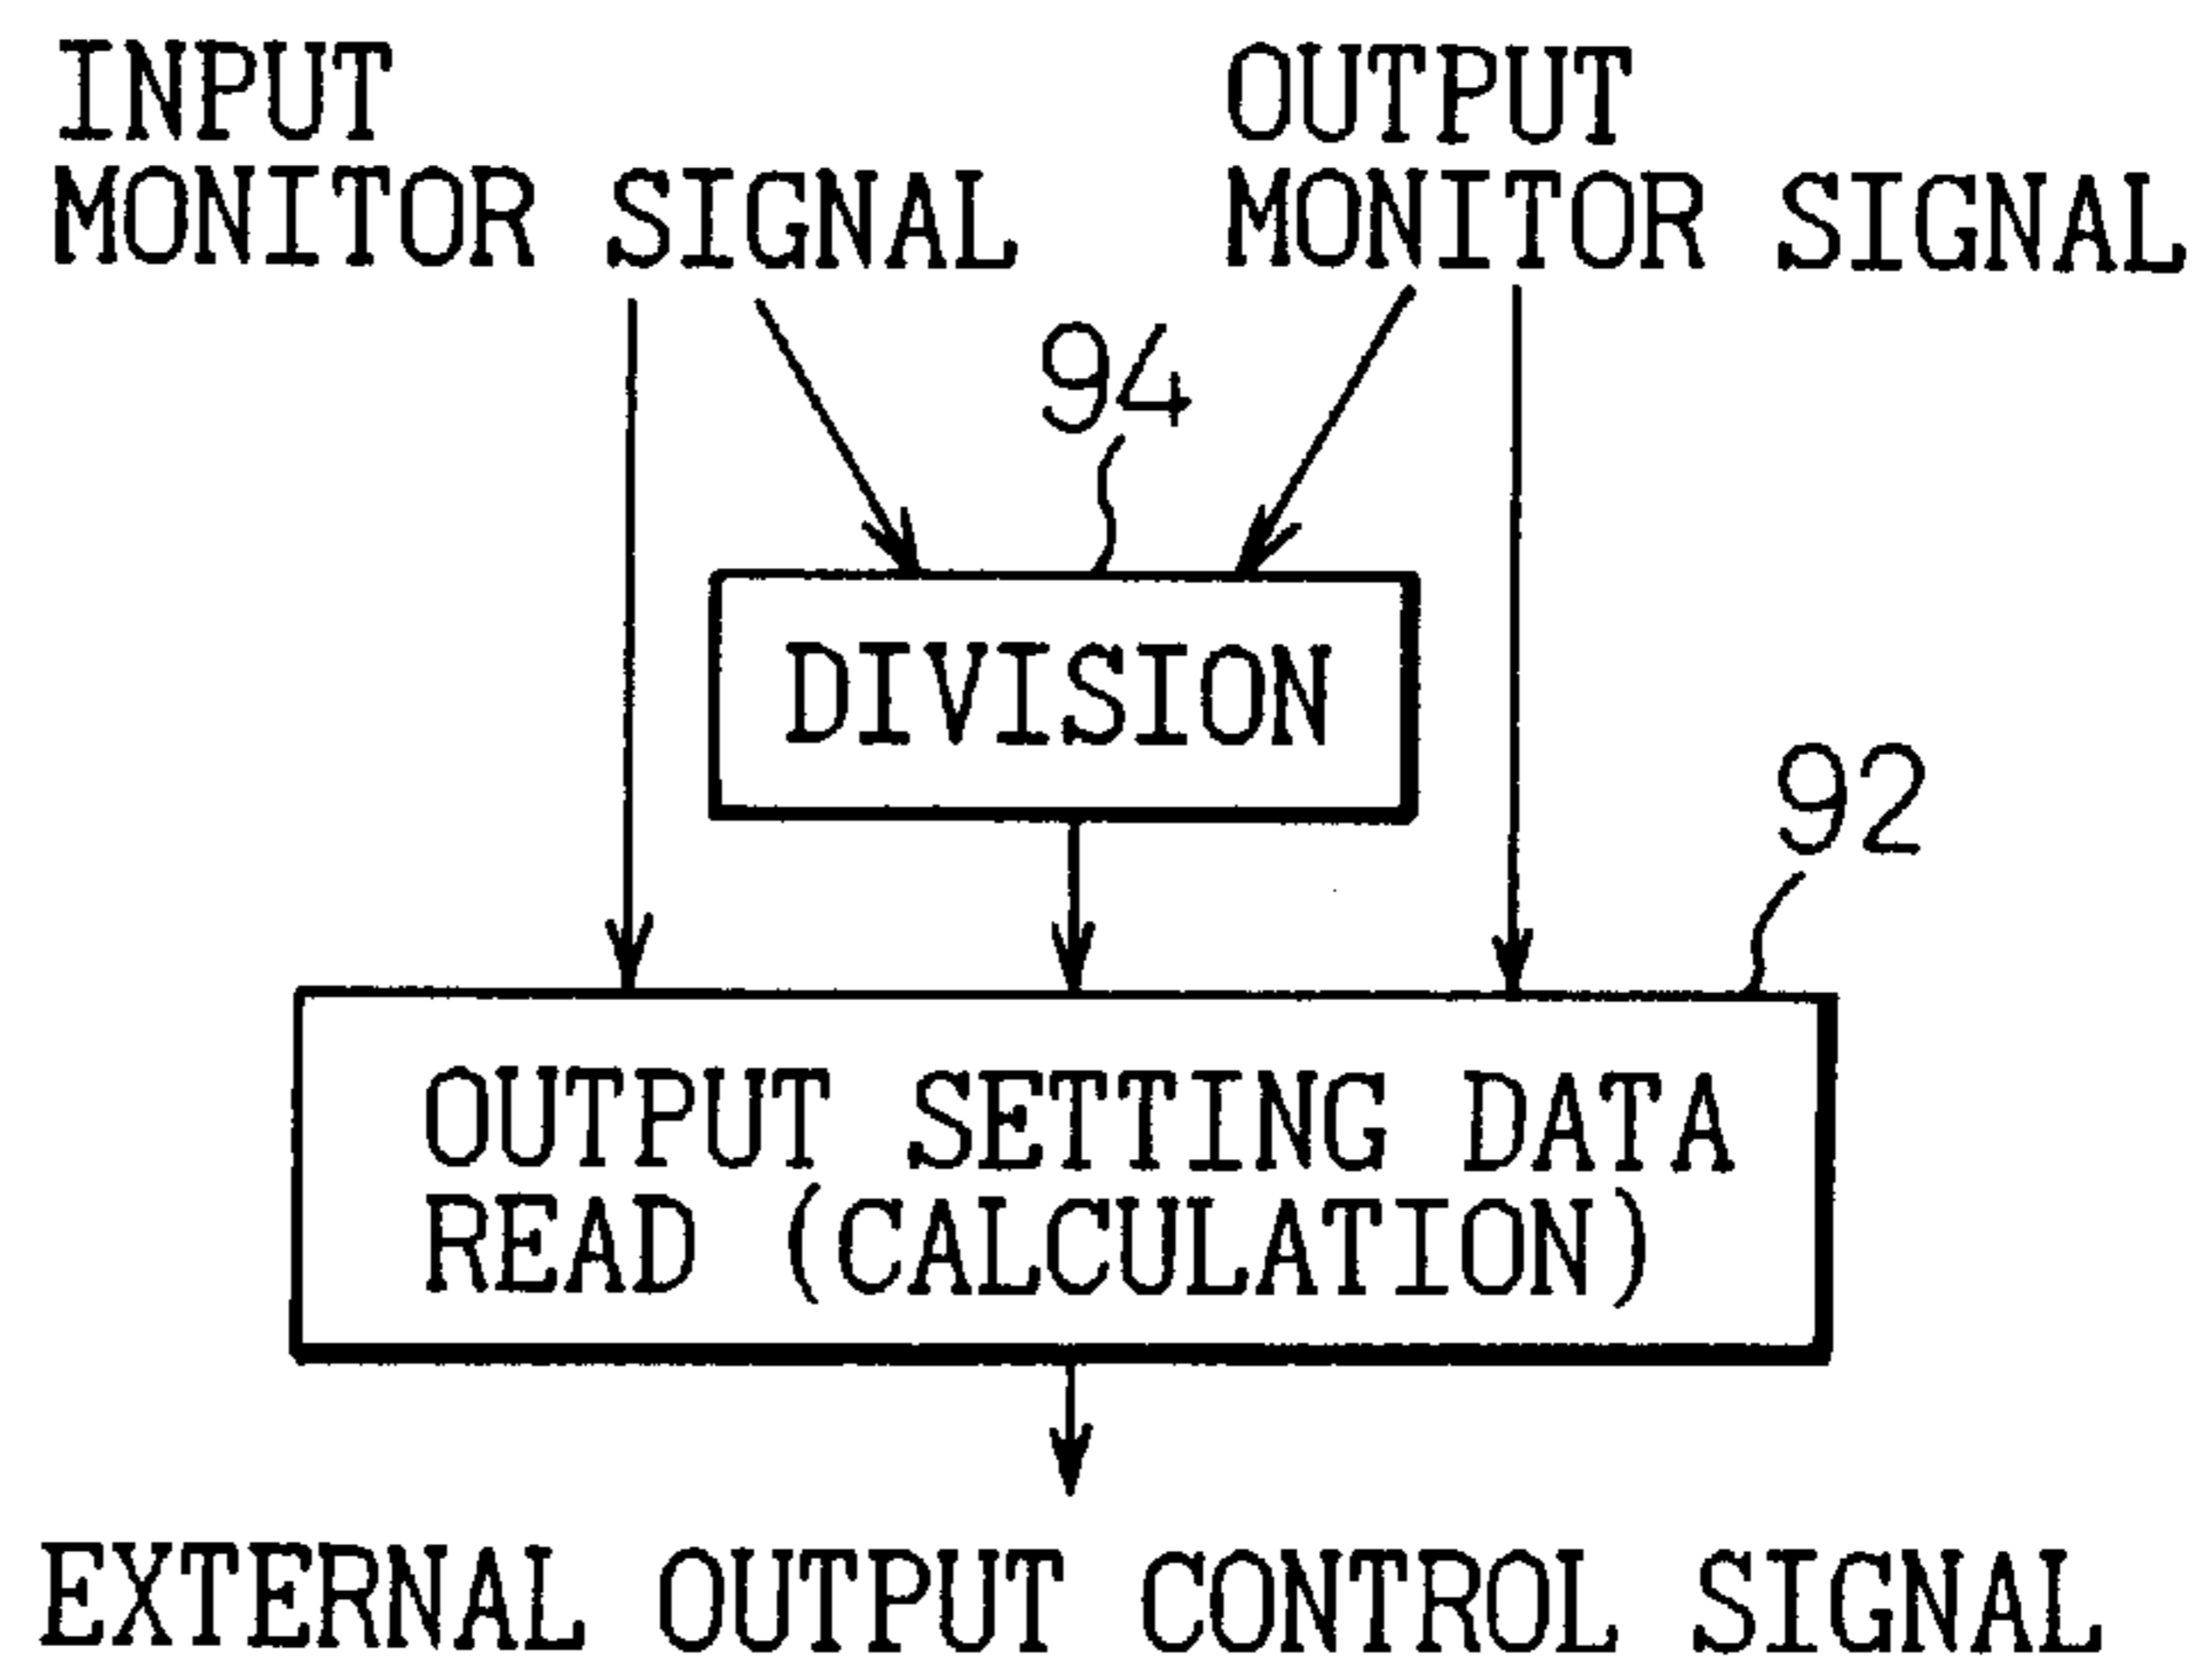 INPUT
MONITOR SIGNAL
OUTPUT
MONITOR SIGNAL
94
DIVISION
92
OUTPUT SETTING DATA
READ (CALCULATION)
EXTERNAL OUTPUT CONTROL SIGNAL